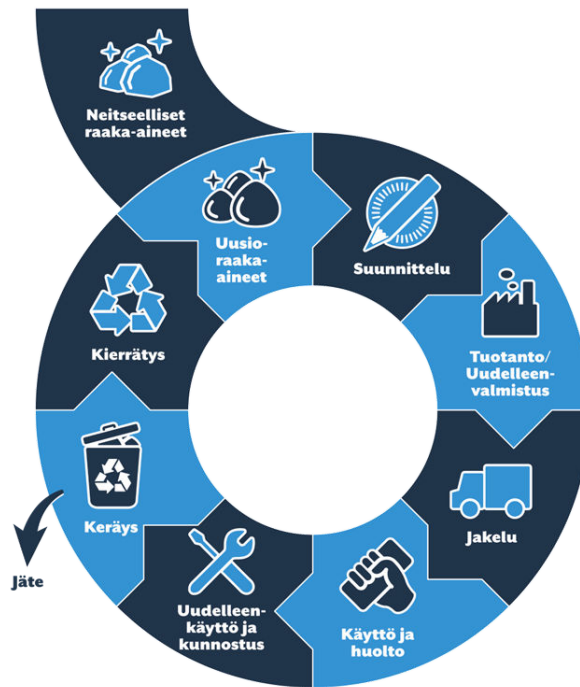 Neitseelliset
raaka-aineet
Uusio-
raaka-
aineet
Suunnittelu
Tuotanto/
Uudelleen-
valmistus
Jakelu
Käyttö ja
huolto
Uudelleen-
käyttö ja
kunnostus
Keräys
Jäte
Kierrätys